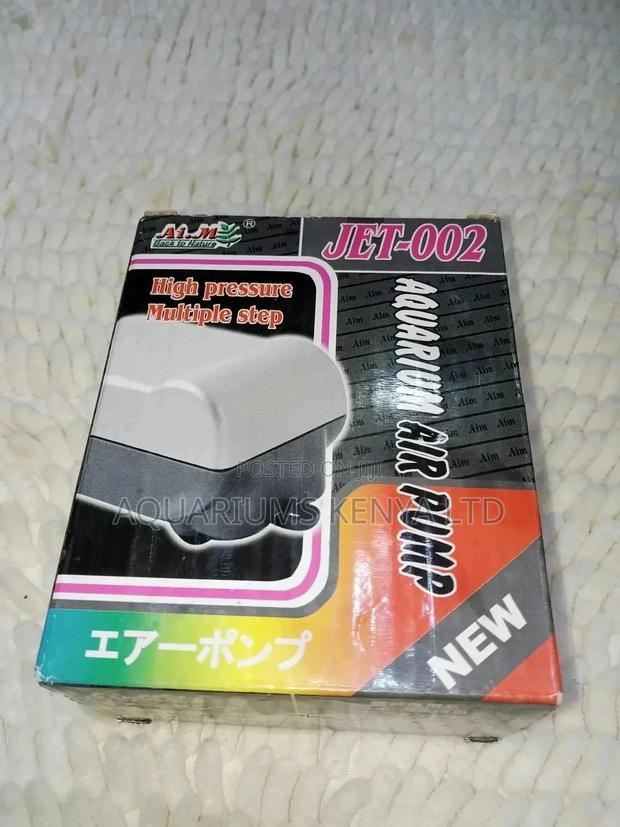 Ai.M ®
Back to Nature
JET-002
High pressure
Multiple step
AQUARIUM AIR PUMP
POSTED ON JIJI
AQUARIUMS KENYA LTD
エアーポンプ
NEW